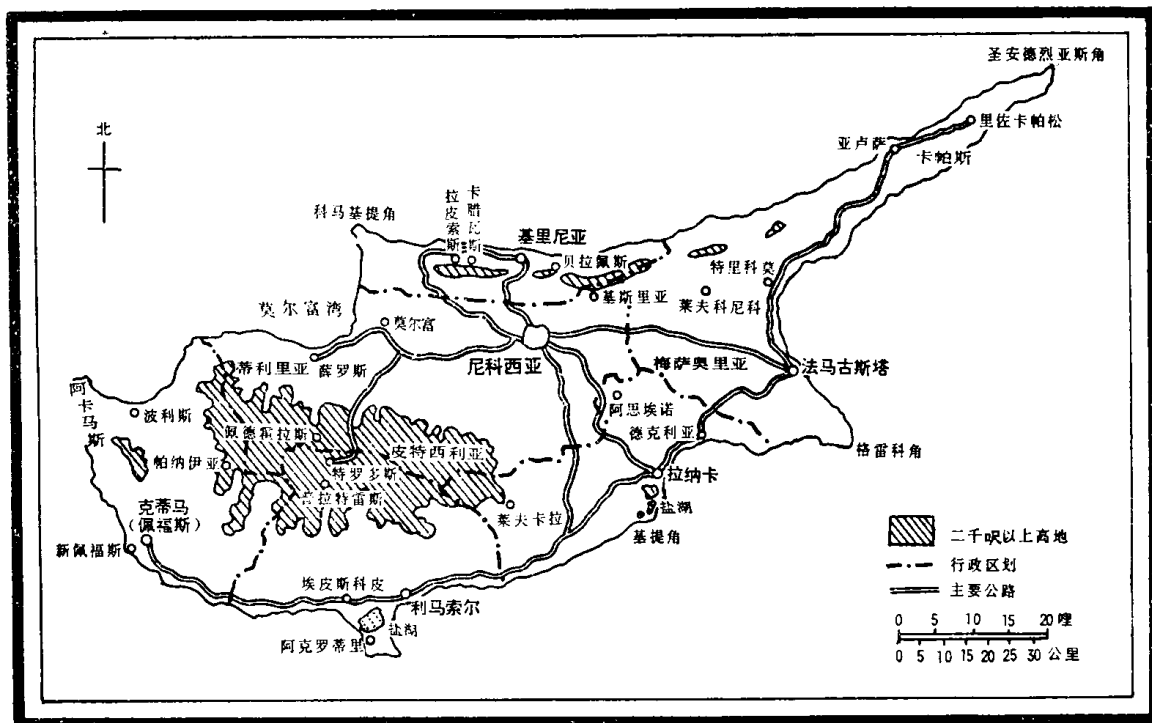 圣安德烈亚斯角
北
里佐卡帕松
亚卢萨
卡帕斯
科马基提角
拉皮索斯
卡腊瓦斯
基里尼亚
贝拉佩斯
特里科莫
基斯里亚
莱夫科尼科
莫尔富湾
莫尔富
尼科西亚
蒂利里亚
薛罗斯
梅萨奥里亚
法马古斯塔
阿卡马斯
波利斯
阿思埃诺
佩德霍拉斯
德克利亚
皮特西利亚
格雷科角
帕纳伊亚
特罗多斯
拉纳卡
普拉特雷斯
克蒂马
(佩福斯)
莱夫卡拉
盐湖
基提角
新佩福斯
埃皮斯科皮
利马索尔
盐湖
阿克罗蒂里
二千呎以上高地
行政区划
主要公路
0 5 10 15 20 哩
0 5 10 15 20 25 30 公里